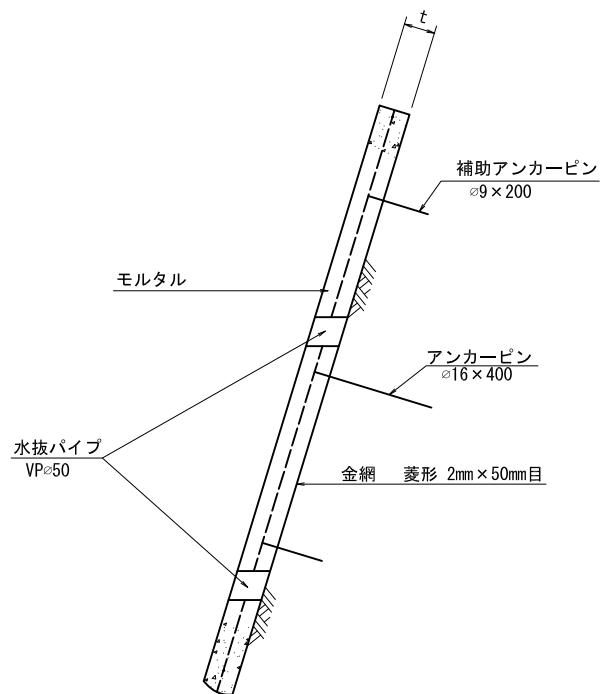 t
補助アンカーピン
∅9×200
モルタル
アンカーピン
∅16×400
水抜パイプ
VP∅50
金網　菱形 2mm×50mm目